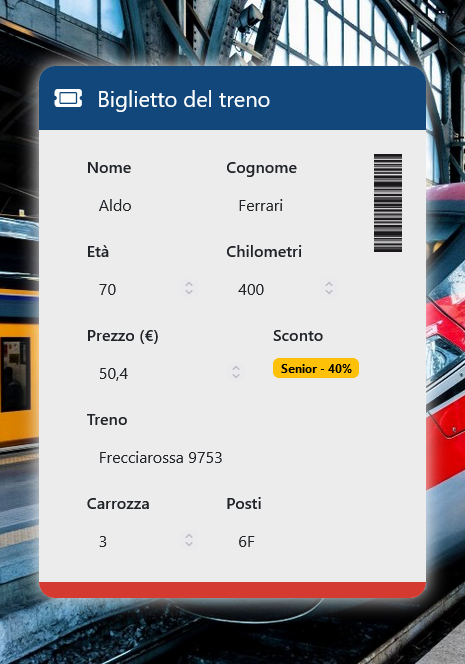 Biglietto del treno
Nome Cognome
Aldo Ferrari
Età Chilometri
70 400
Prezzo (€) Sconto
50,4 Senior - 40%
Treno
Frecciarossa 9753
Carrozza Posti
3 6F